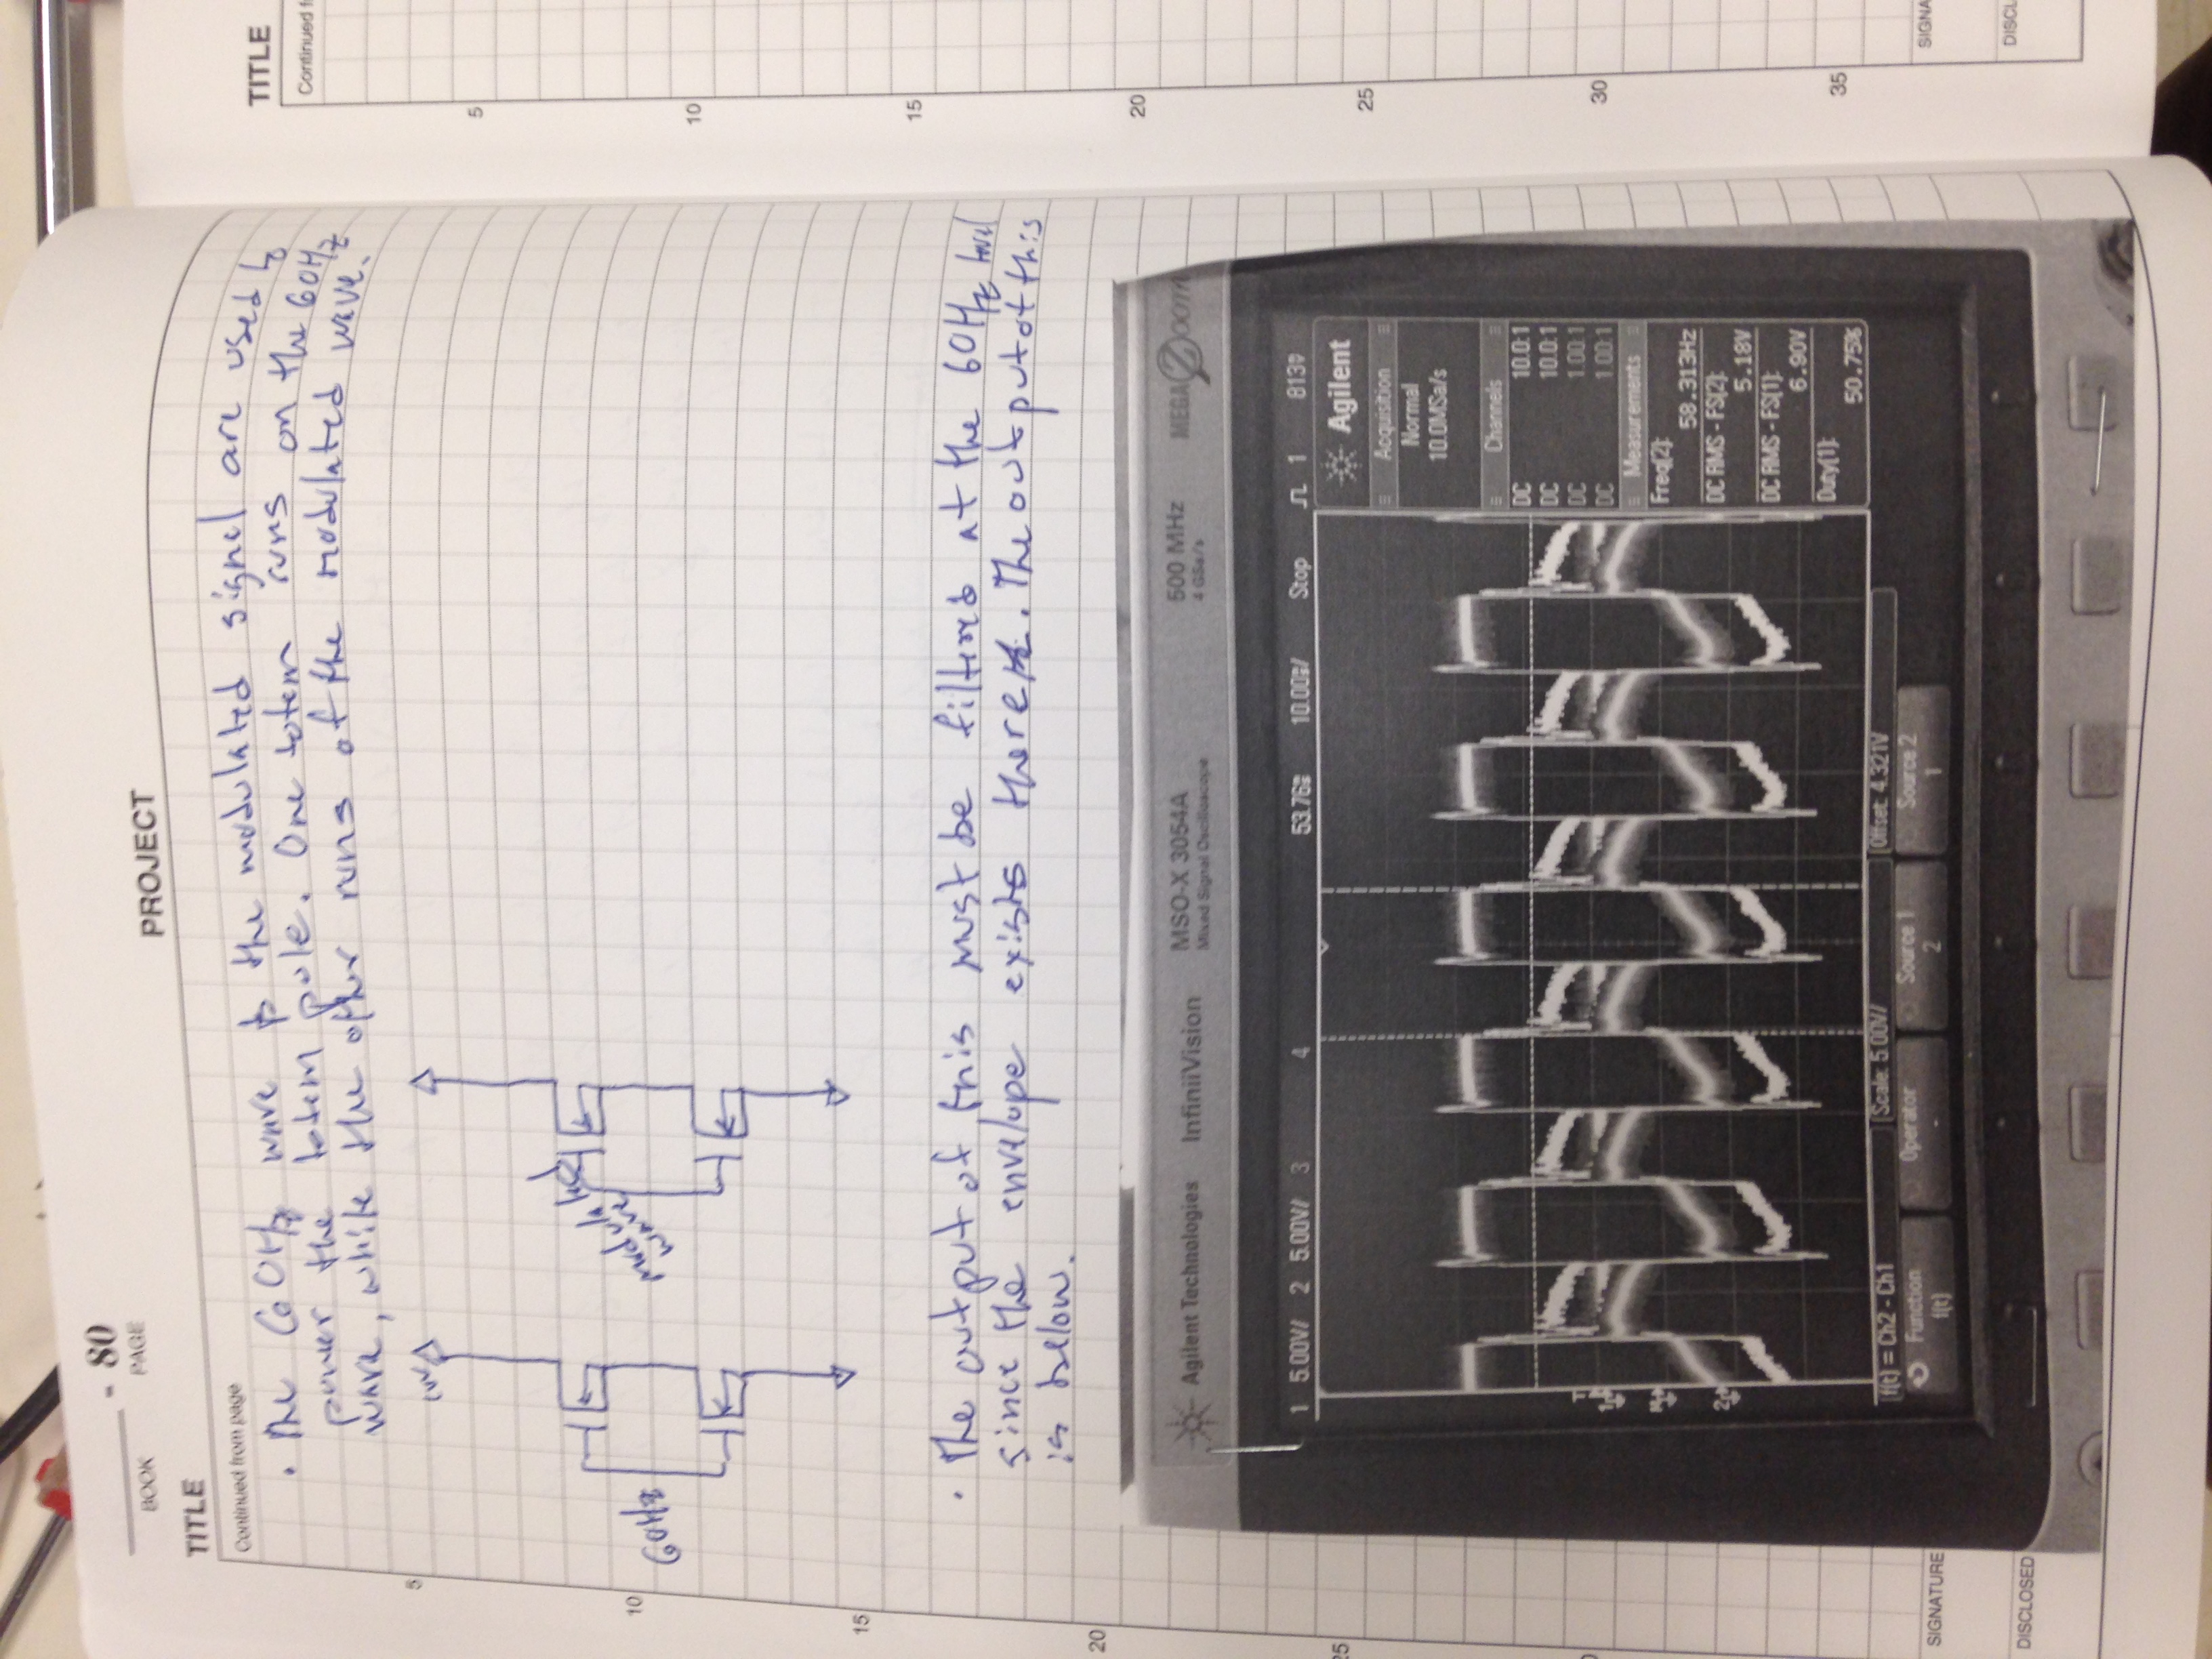 BOOK
80
PAGE
TITLE
PROJECT
Continued from page
• The 60Hz wave & the modulated signal are used to
power the totem pole. One totem runs on the 60Hz
wave, while the other runs of the modulated wave.
60Hz
modulated
wave
• The output of this must be filtered at the 60Hz level
since the envelope exists there. The output of this
is below.
5
10
15
20
25
Agilent Technologies
InfiniiVision
MSO-X 3054A
Mixed Signal Oscilloscope
500 MHz
4 GSa/s
MEGA Zoom
1 5.00V/ 2 5.00V/ 3 4 53.76s 10.00s/ Stop 1 813
Agilent
Acquisition
Normal
10.0MSa/s
Channels
DC 10.0:1
DC 10.0:1
DC 1.00:1
DC 1.00:1
Measurements
Freq(2):
58.313Hz
DC RMS - FS(2):
5.18V
DC RMS - FS(1):
6.90V
Duty(1):
50.75%
f(t) = Ch2 - Ch1
Scale: 5.00V/
Offset: 4.321V
Function
f(t)
Operator
-
Source 1
2
Source 2
1
SIGNATURE
DISCLOSED
TITLE
Continued f
5
10
15
20
25
30
35
SIGNA
DISCL